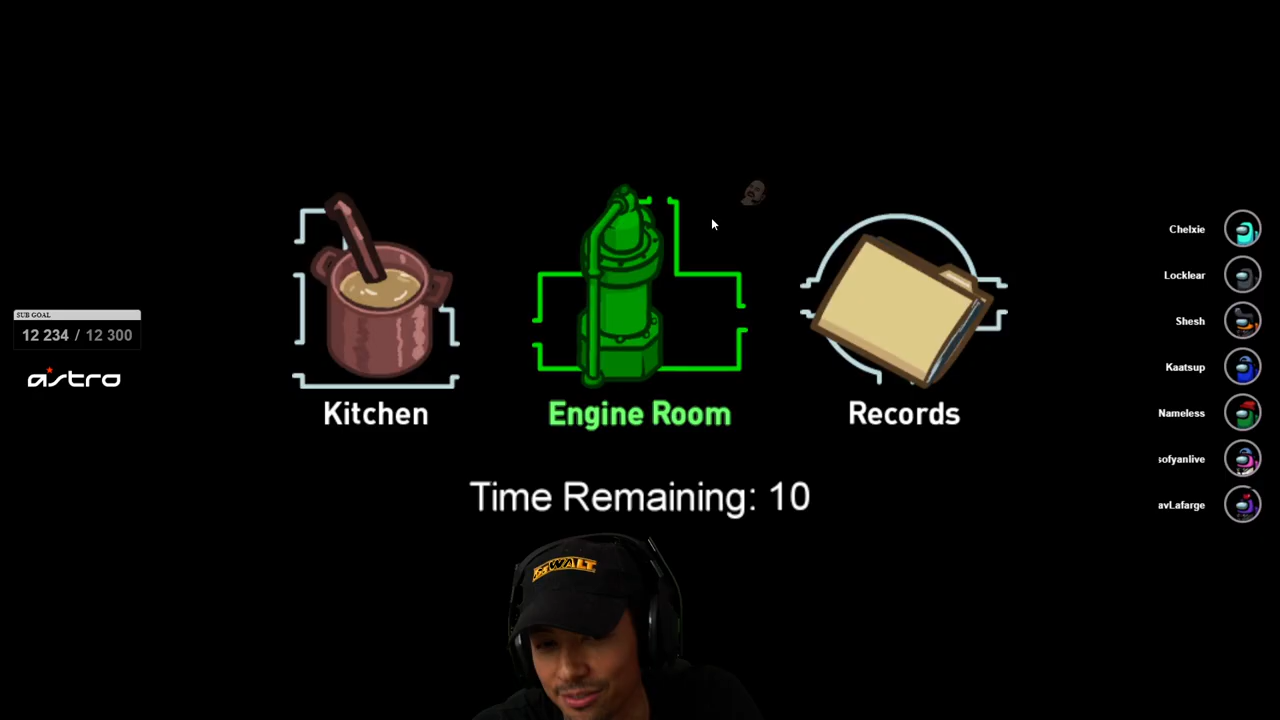 Chelxie
Locklear
Shesh
SUB GOAL
12 234 / 12 300
Kaatsup
astro
Kitchen
Engine Room
Records
Nameless
sofyanlive
Time Remaining: 10
avLafarge
DEWALT